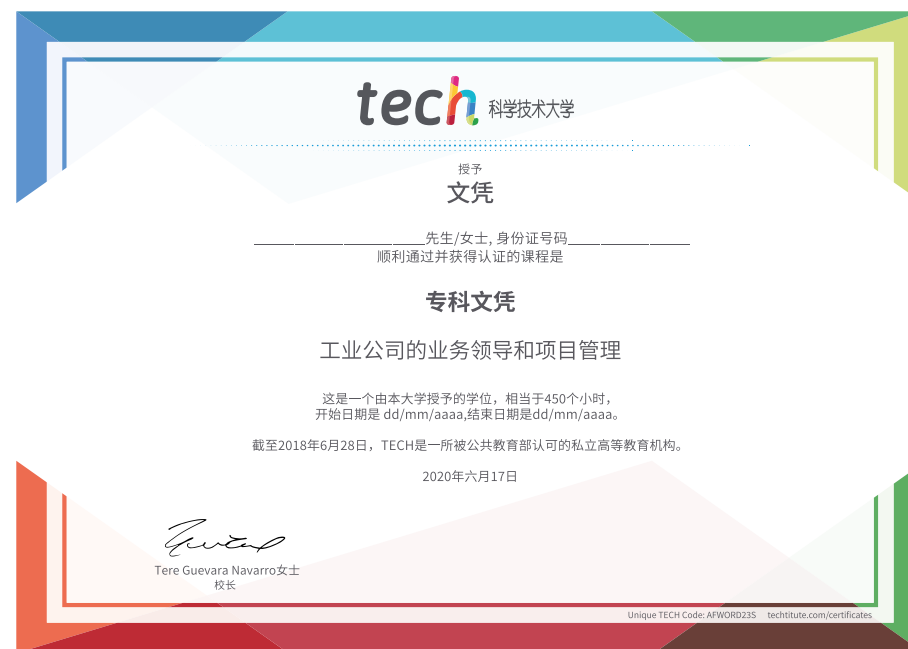 tech 科学技术大学
授予
文凭
____________________先生/女士, 身份证号码______________
顺利通过并获得认证的课程是
专科文凭
工业公司的业务领导和项目管理
这是一个由本大学授予的学位，相当于450个小时，
开始日期是 dd/mm/aaaa,结束日期是dd/mm/aaaa。
截至2018年6月28日，TECH是一所被公共教育部认可的私立高等教育机构。
2020年六月17日
Tere Guevara Navarro女士
校长
Unique TECH Code: AFWORD23S techtitute.com/certificates